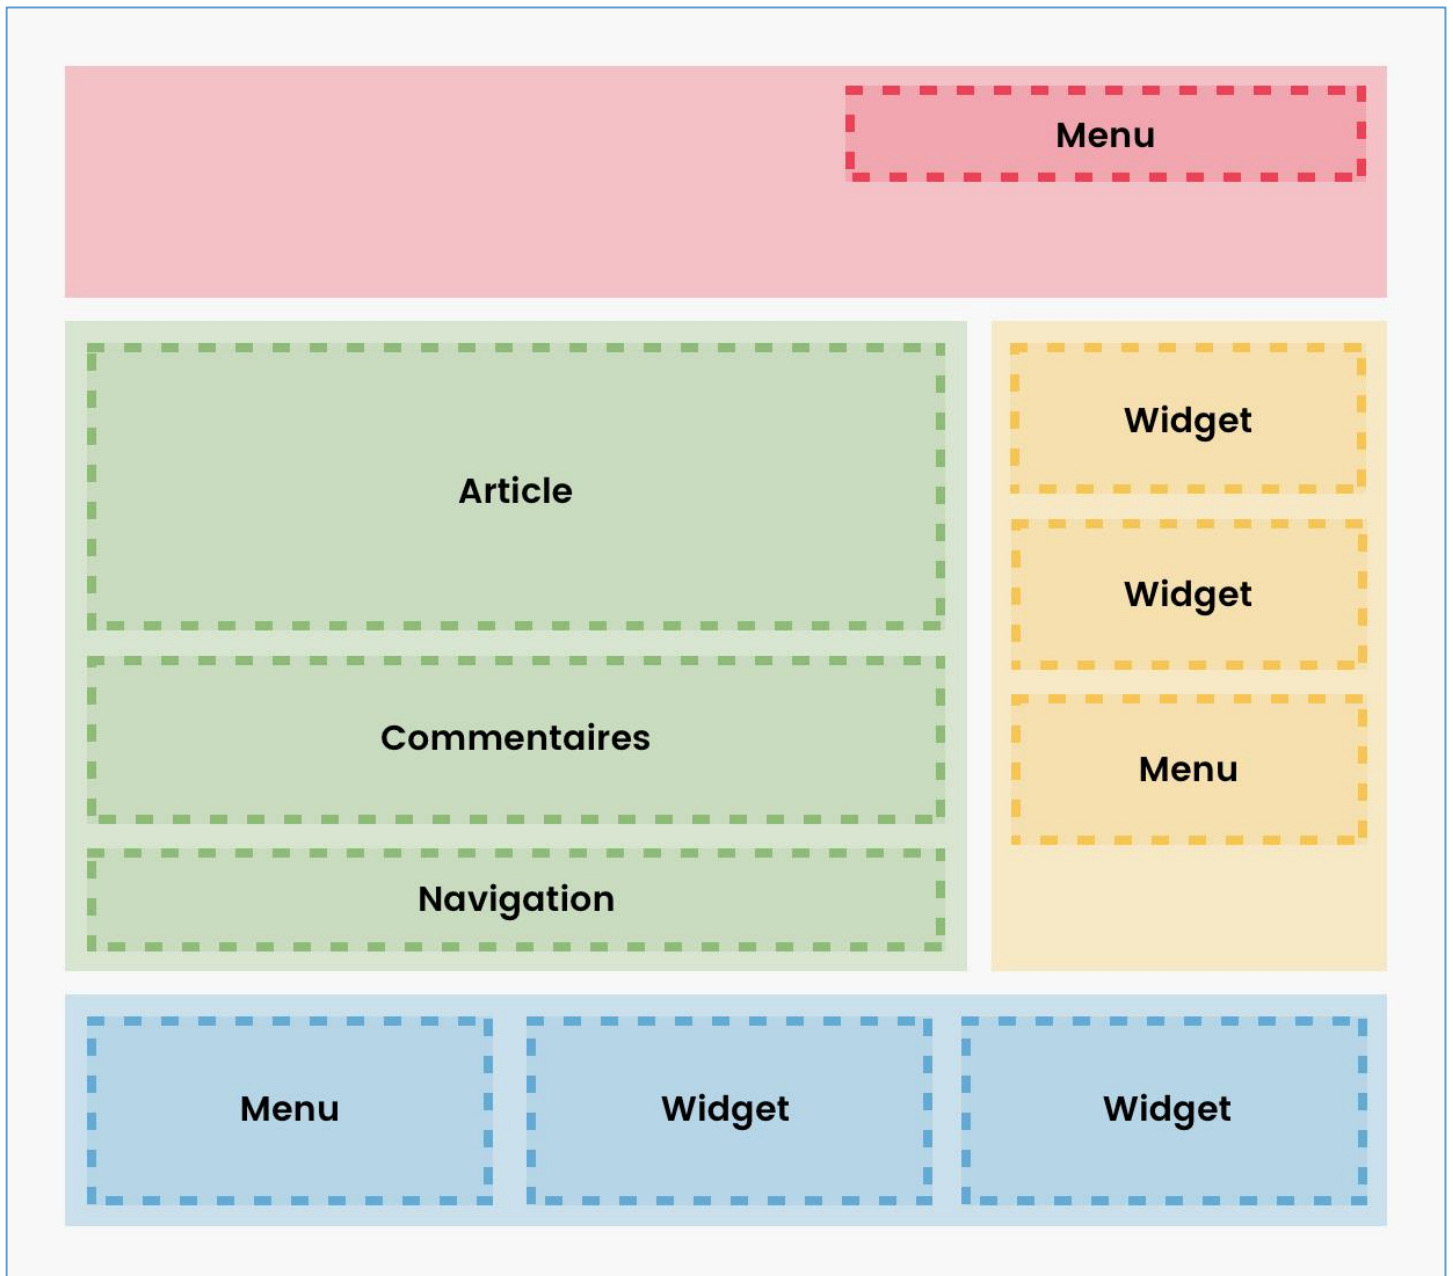 Menu
Article
Commentaires
Navigation
Widget
Widget
Menu
Menu
Widget
Widget